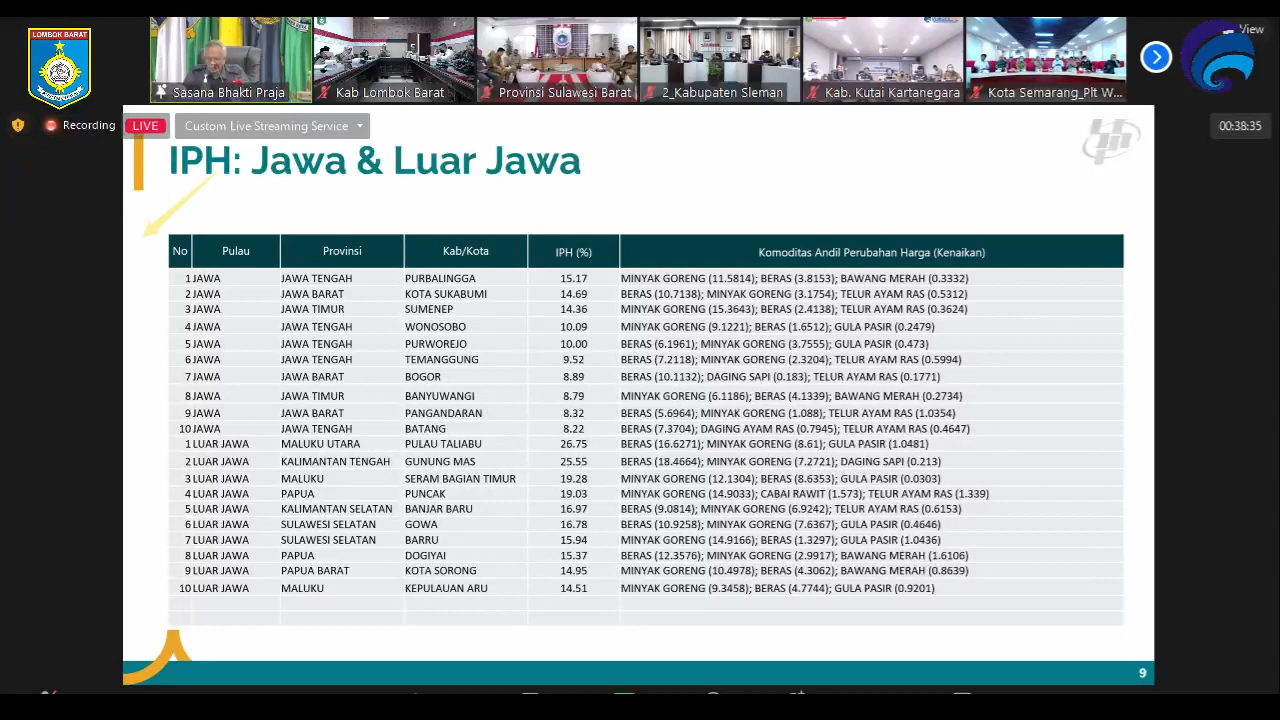 LOMBOK BARAT
Sasana Bhakti Praja
Kab Lombok Barat
Provinsi Sulawesi Barat
2_Kabupaten Sleman
Kab. Kutai Kartanegara
Kota Semarang_Plt W...
View
Recording
LIVE
Custom Live Streaming Service
00:38:35
IPH: Jawa & Luar Jawa
No Pulau Provinsi Kab/Kota IPH (%) Komoditas Andil Perubahan Harga (Kenaikan)
1 JAWA JAWA TENGAH PURBALINGGA 15.17 MINYAK GORENG (11.5814); BERAS (3.8153); BAWANG MERAH (0.3332)
2 JAWA JAWA BARAT KOTA SUKABUMI 14.69 BERAS (10.7138); MINYAK GORENG (3.1754); TELUR AYAM RAS (0.5312)
3 JAWA JAWA TIMUR SUMENEP 14.36 MINYAK GORENG (15.3643); BERAS (2.4138); TELUR AYAM RAS (0.3624)
4 JAWA JAWA TENGAH WONOSOBO 10.09 MINYAK GORENG (9.1221); BERAS (1.6512); GULA PASIR (0.2479)
5 JAWA JAWA TENGAH PURWOREJO 10.00 BERAS (6.1961); MINYAK GORENG (3.7555); GULA PASIR (0.473)
6 JAWA JAWA TENGAH TEMANGGUNG 9.52 BERAS (7.2118); MINYAK GORENG (2.3204); TELUR AYAM RAS (0.5994)
7 JAWA JAWA BARAT BOGOR 8.89 BERAS (10.1132); DAGING SAPI (0.183); TELUR AYAM RAS (0.1771)
8 JAWA JAWA TIMUR BANYUWANGI 8.79 MINYAK GORENG (6.1186); BERAS (4.1339); BAWANG MERAH (0.2734)
9 JAWA JAWA BARAT PANGANDARAN 8.32 BERAS (5.6964); MINYAK GORENG (1.088); TELUR AYAM RAS (1.0354)
10 JAWA JAWA TENGAH BATANG 8.22 BERAS (7.3704); DAGING AYAM RAS (0.7945); TELUR AYAM RAS (0.4647)
1 LUAR JAWA MALUKU UTARA PULAU TALIABU 26.75 BERAS (16.6271); MINYAK GORENG (8.61); GULA PASIR (1.0481)
2 LUAR JAWA KALIMANTAN TENGAH GUNUNG MAS 25.55 BERAS (18.4664); MINYAK GORENG (7.2721); DAGING SAPI (0.213)
3 LUAR JAWA MALUKU SERAM BAGIAN TIMUR 19.28 MINYAK GORENG (12.1304); BERAS (8.6353); GULA PASIR (0.0303)
4 LUAR JAWA PAPUA PUNCAK 19.03 MINYAK GORENG (14.9033); CABAI RAWIT (1.573); TELUR AYAM RAS (1.339)
5 LUAR JAWA KALIMANTAN SELATAN BANJAR BARU 16.97 BERAS (9.0814); MINYAK GORENG (6.9242); TELUR AYAM RAS (0.6153)
6 LUAR JAWA SULAWESI SELATAN GOWA 16.78 BERAS (10.9258); MINYAK GORENG (7.6367); GULA PASIR (0.4646)
7 LUAR JAWA SULAWESI SELATAN BARRU 15.94 MINYAK GORENG (14.9166); BERAS (1.3297); GULA PASIR (1.0436)
8 LUAR JAWA PAPUA DOGIYAI 15.37 BERAS (12.3576); MINYAK GORENG (2.9917); BAWANG MERAH (1.6106)
9 LUAR JAWA PAPUA BARAT KOTA SORONG 14.95 MINYAK GORENG (10.4978); BERAS (4.3062); BAWANG MERAH (0.8639)
10 LUAR JAWA MALUKU KEPULAUAN ARU 14.51 MINYAK GORENG (9.3458); BERAS (4.7744); GULA PASIR (0.9201)
9